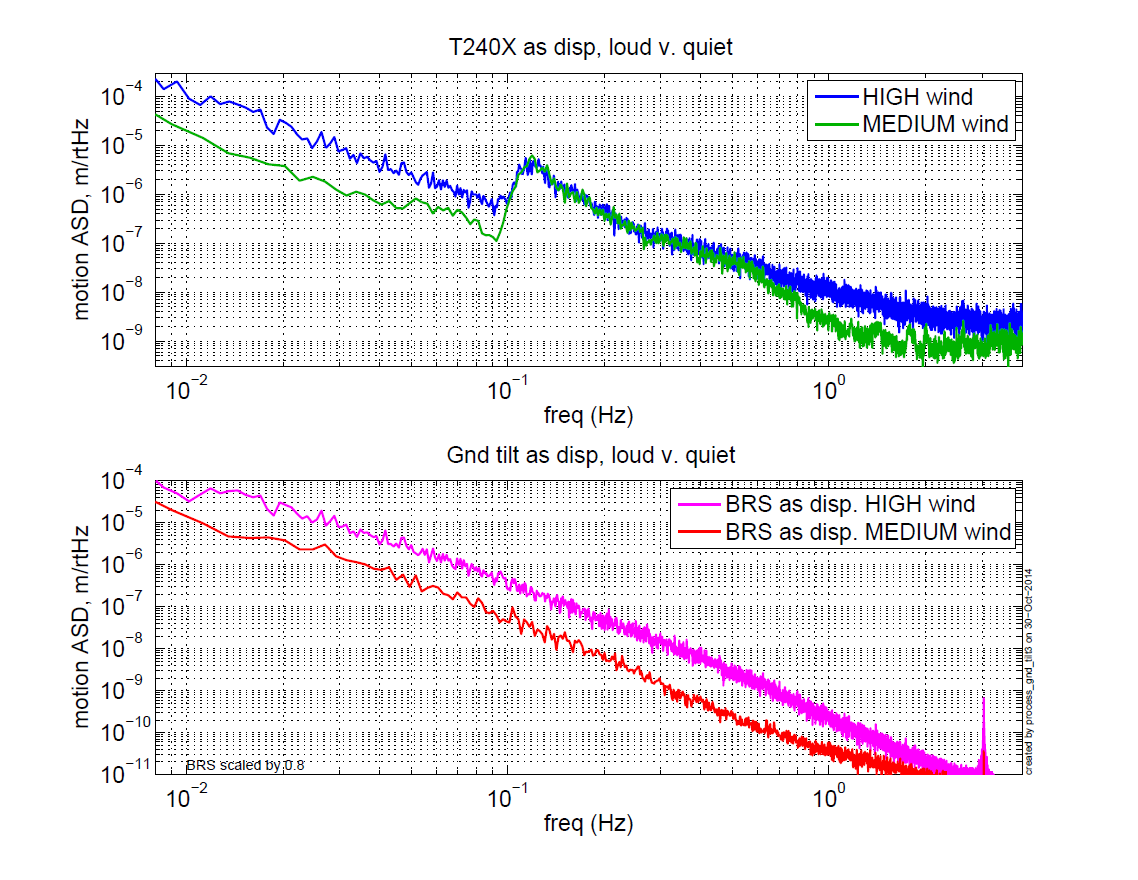 T240X as disp, loud v. quiet
motion ASD, m/rtHz
10⁻⁴
10⁻⁵
10⁻⁶
10⁻⁷
10⁻⁸
10⁻⁹
HIGH wind
MEDIUM wind
10⁻² 10⁻¹ 10⁰
freq (Hz)
Gnd tilt as disp, loud v. quiet
motion ASD, m/rtHz
10⁻⁴
10⁻⁵
10⁻⁶
10⁻⁷
10⁻⁸
10⁻⁹
10⁻¹⁰
10⁻¹¹
BRS as disp. HIGH wind
BRS as disp. MEDIUM wind
BRS scaled by 0.8
created by process_gnd_tilt3 on 30-Oct-2014
10⁻² 10⁻¹ 10⁰
freq (Hz)